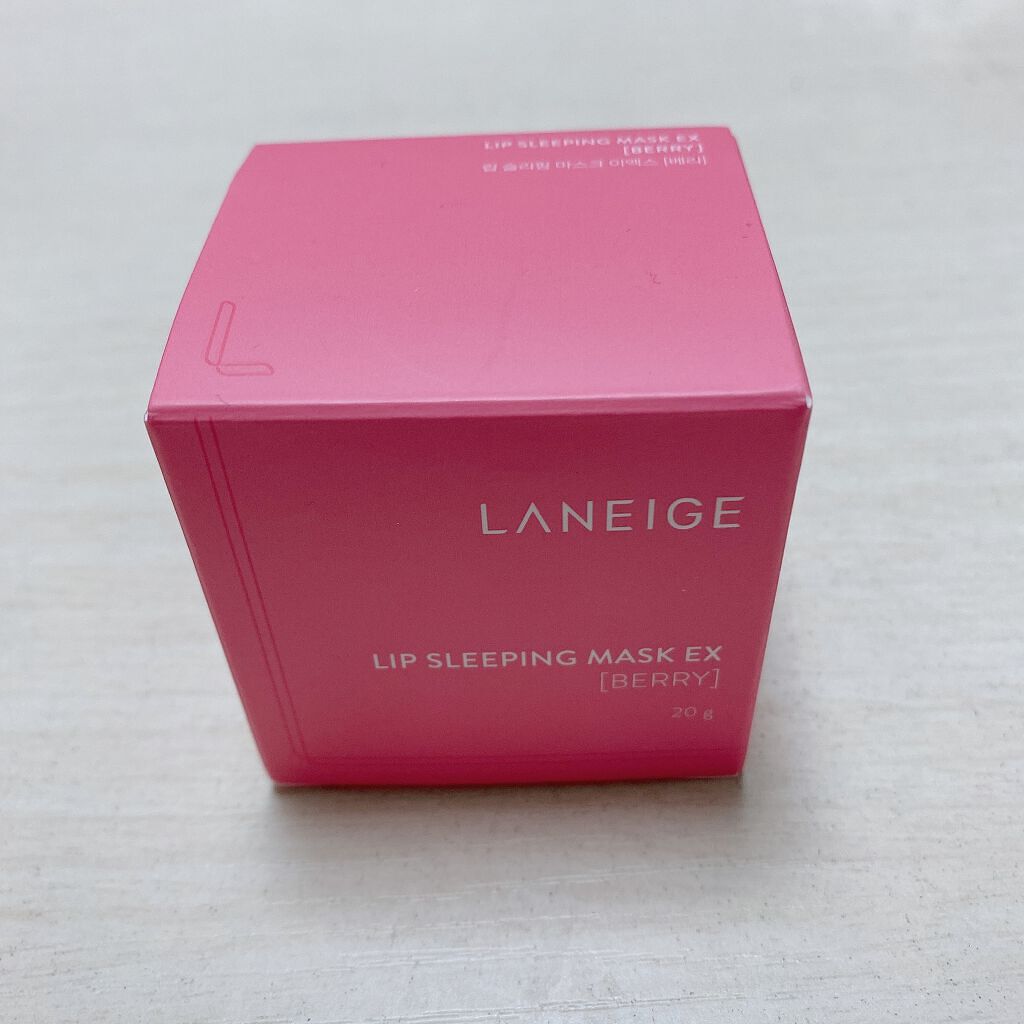 LIP SLEEPING MASK EX
[BERRY]
립 슬리핑 마스크 이엑스 [베리]
LANEIGE
LIP SLEEPING MASK EX
[BERRY]
20 g